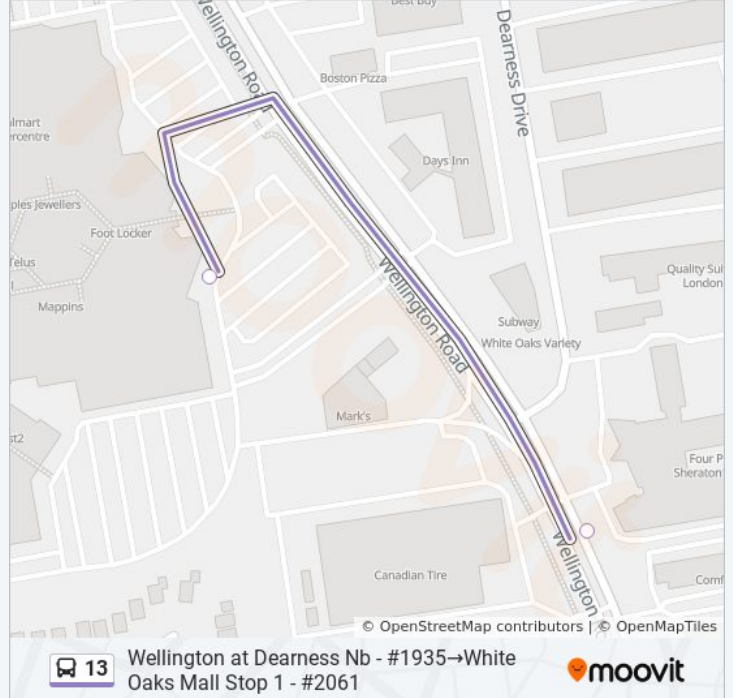 Best Buy
Wellington Road
Dearness Drive
Boston Pizza
lmart
ercentre
Days Inn
ples Jewellers
Foot Locker
Telus
l
Mappins
Wellington Road
Quality Sui
London
Subway
White Oaks Variety
Mark's
st2
Four P
Sheraton
Wellington
Canadian Tire
Comf
© OpenStreetMap contributors | © OpenMapTiles
13
Wellington at Dearness Nb - #1935→White
Oaks Mall Stop 1 - #2061
moovit